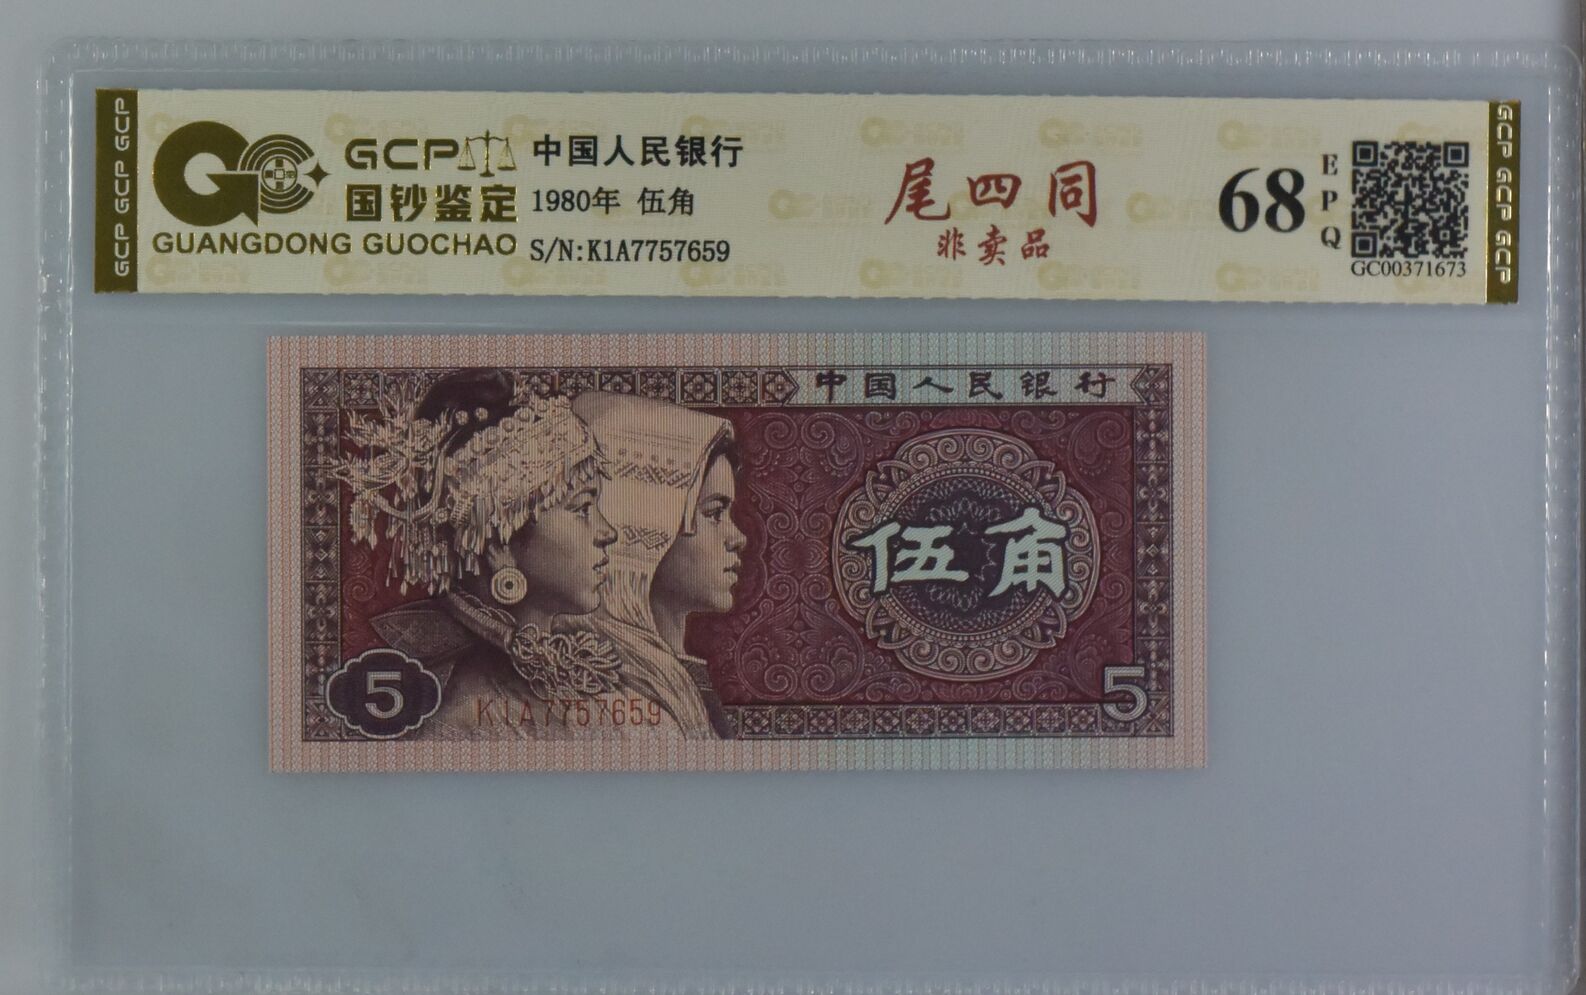 GCP GCP GCP
GCP
国钞鉴定
GUANGDONG GUOCHAO
中国人民银行
1980年 伍角
S/N:K1A7757659
尾四同
非卖品
68
EPQ
GC00371673
GCP GCP GCP
中国人民银行
伍角
5
K1A7757659
5